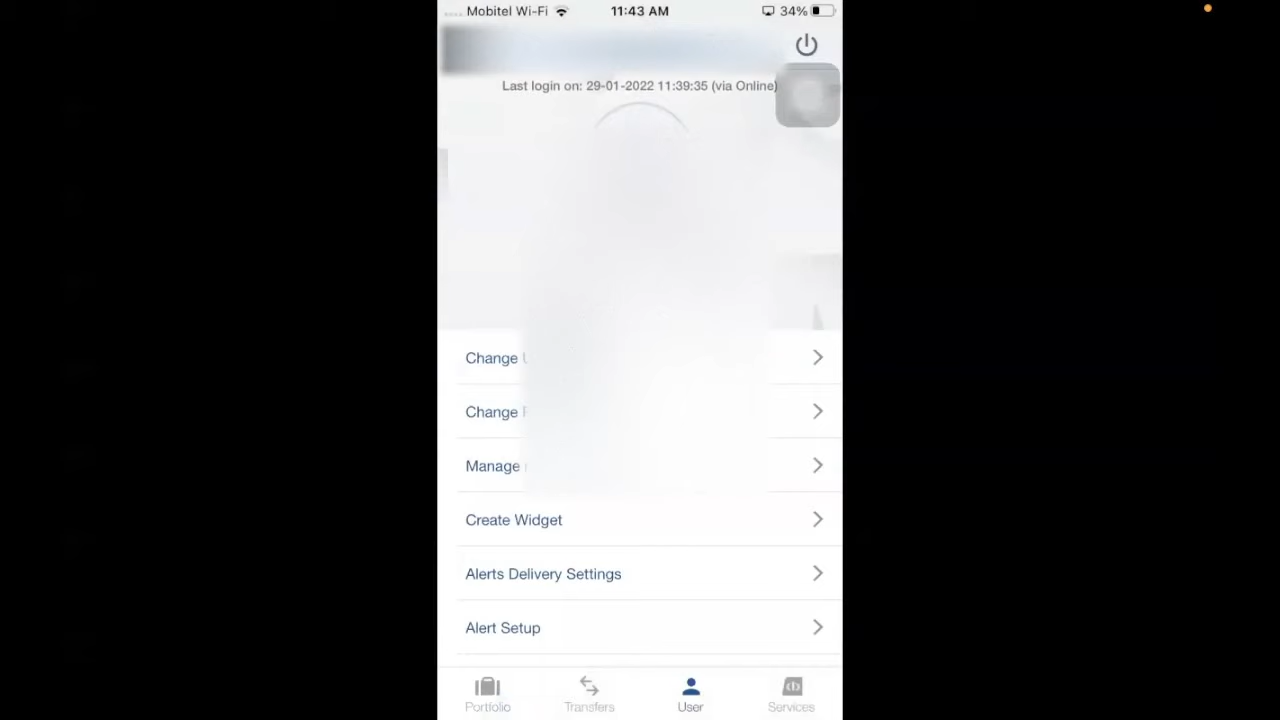 Mobitel Wi-Fi 11:43 AM 34%
Last login on: 29-01-2022 11:39:35 (via Online)
Change
Change
Manage
Create Widget
Alerts Delivery Settings
Alert Setup
Portfolio Transfers User Services